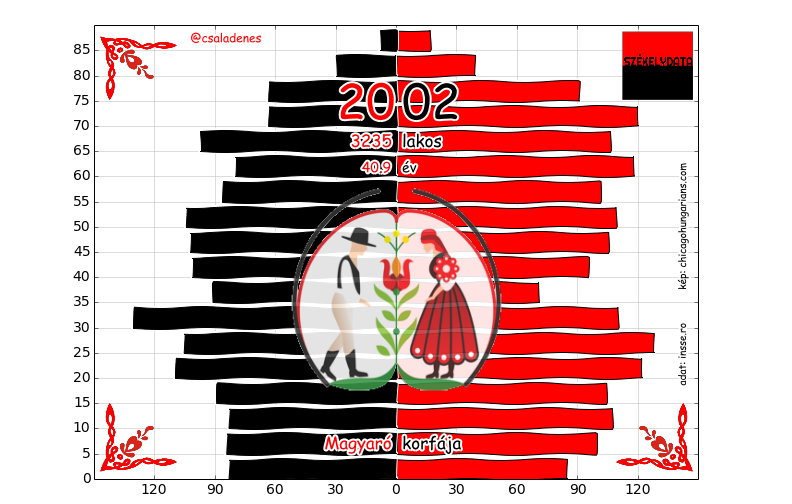 @csaladenes
SZÉKELYDATA
2002
3235 lakos
40.9 év
kép: chicagohungarians.com
adat: insse.ro
Magyaró korfája
85
80
75
70
65
60
55
50
45
40
35
30
25
20
15
10
5
0
120 90 60 30 0 30 60 90 120